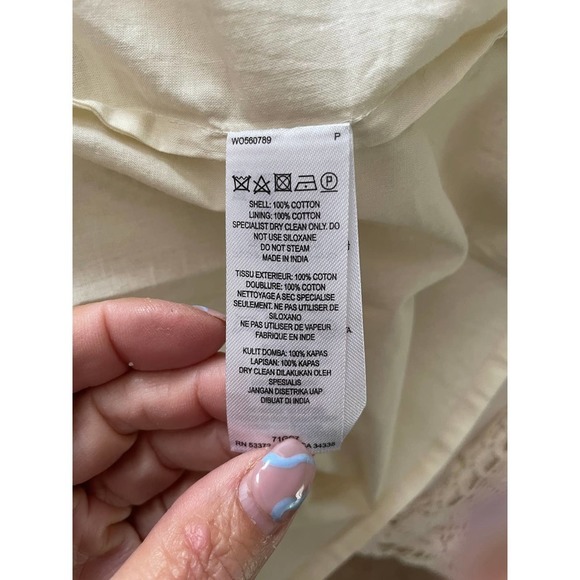 WO560789 P
P
SHELL: 100% COTTON
LINING: 100% COTTON
SPECIALIST DRY CLEAN ONLY. DO
NOT USE SILOXANE
DO NOT STEAM
MADE IN INDIA
TISSU EXTERIEUR: 100% COTON
DOUBLURE: 100% COTON
NETTOYAGE A SEC SPECIALISE
SEULEMENT. NE PAS UTILISER DE
SILOXANO
NE PAS UTILISER DE VAPEUR
FABRIQUÉ EN INDE
KULIT DOMBA: 100% KAPAS
LAPISAN: 100% KAPAS
DRY CLEAN DILAKUKAN OLEH
SPESIALIS
JANGAN DISETRIKA UAP
DIBUAT DI INDIA
RN 34338